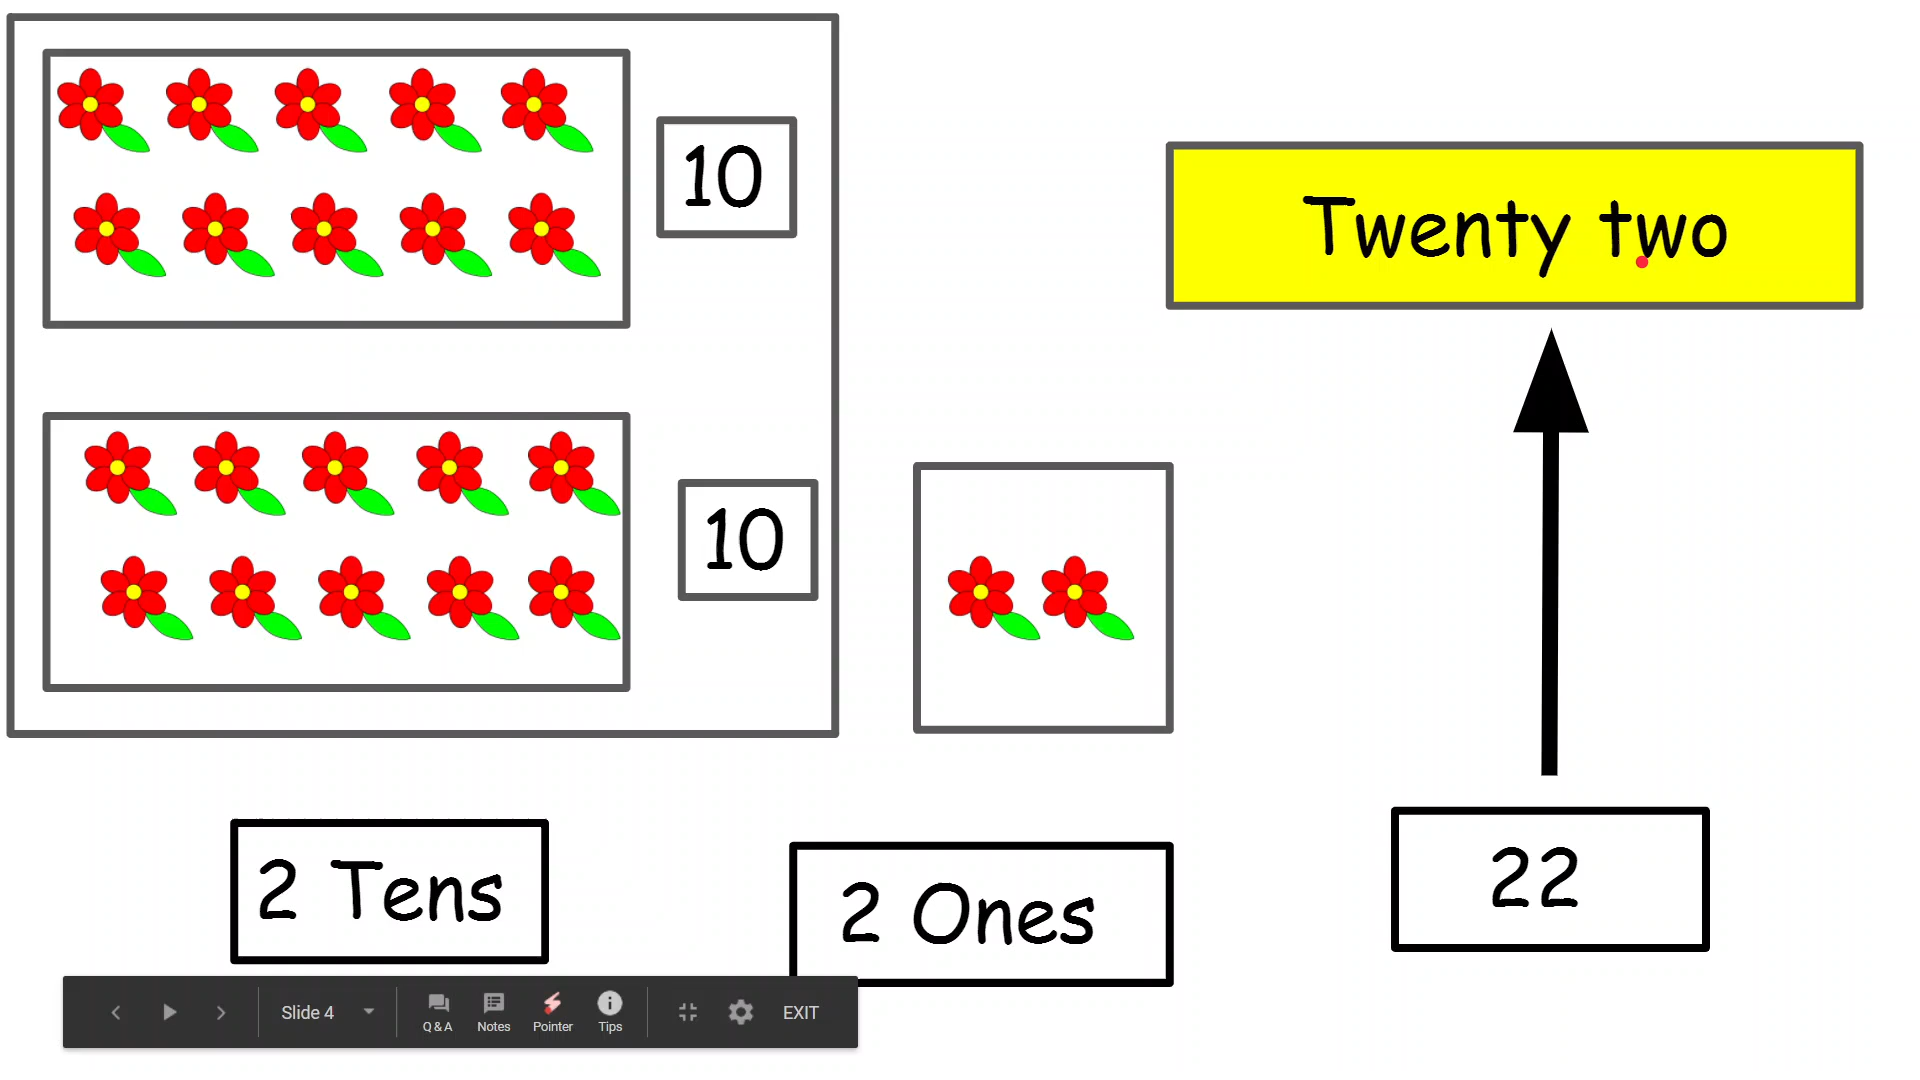 10
Twenty two
10
2 Tens
2 Ones
22
Slide 4
Q & A
Notes
Pointer
Tips
EXIT